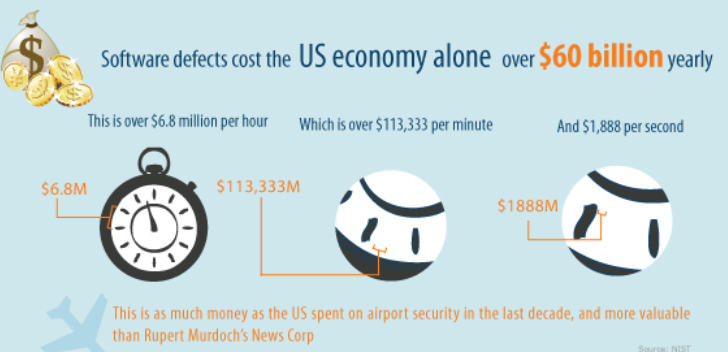 Software defects cost the US economy alone over $60 billion yearly
This is over $6.8 million per hour
Which is over $113,333 per minute
And $1,888 per second
$6.8M
$113,333M
$1888M
This is as much money as the US spent on airport security in the last decade, and more valuable
than Rupert Murdoch's News Corp
Source: NIST